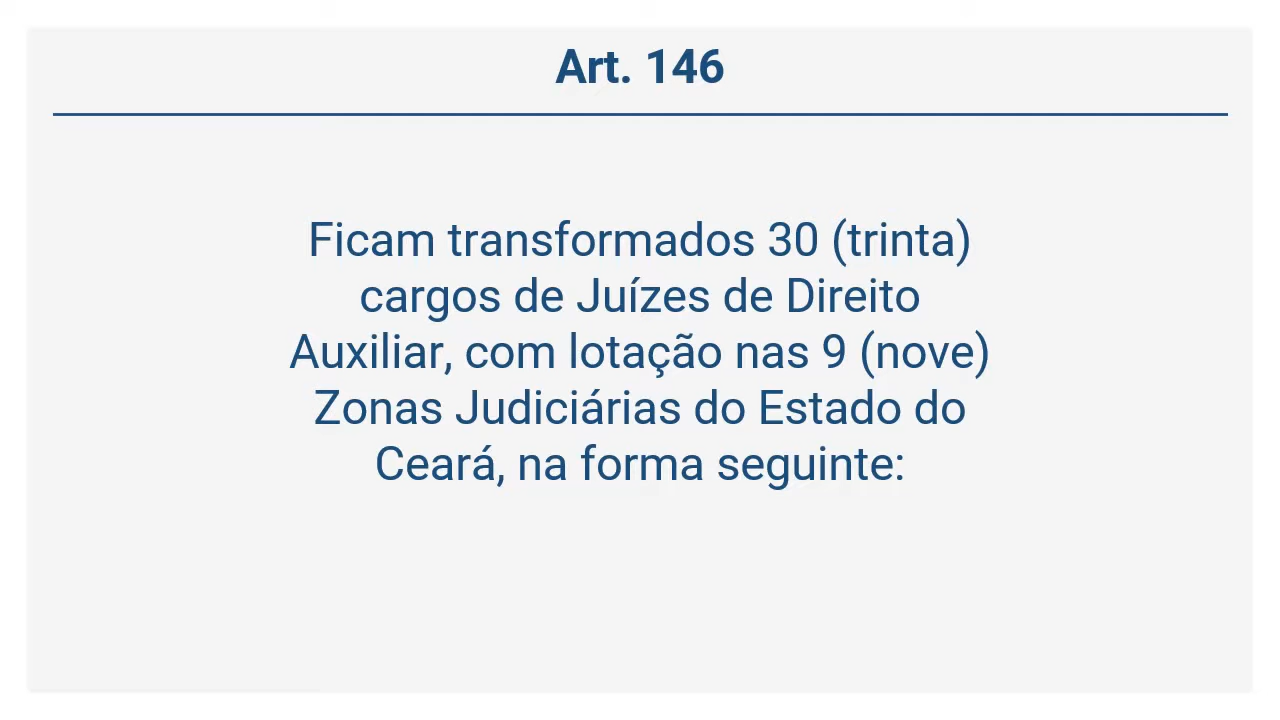 Art. 146
Ficam transformados 30 (trinta)
cargos de Juízes de Direito
Auxiliar, com lotação nas 9 (nove)
Zonas Judiciárias do Estado do
Ceará, na forma seguinte: